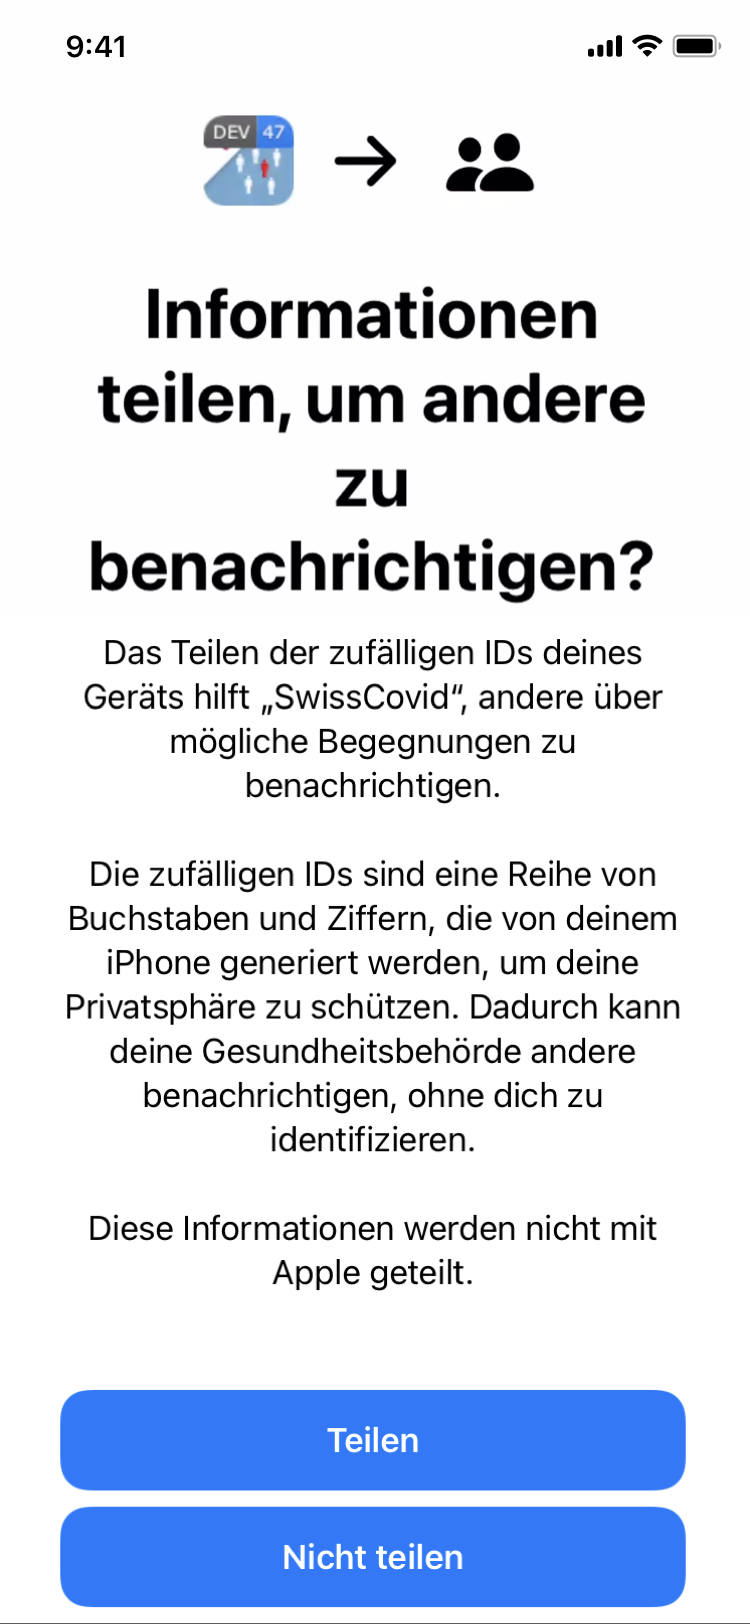 9:41
DEV 47
Informationen
teilen, um andere
zu
benachrichtigen?
Das Teilen der zufälligen IDs deines
Geräts hilft „SwissCovid“, andere über
mögliche Begegnungen zu
benachrichtigen.
Die zufälligen IDs sind eine Reihe von
Buchstaben und Ziffern, die von deinem
iPhone generiert werden, um deine
Privatsphäre zu schützen. Dadurch kann
deine Gesundheitsbehörde andere
benachrichtigen, ohne dich zu
identifizieren.
Diese Informationen werden nicht mit
Apple geteilt.
Teilen
Nicht teilen